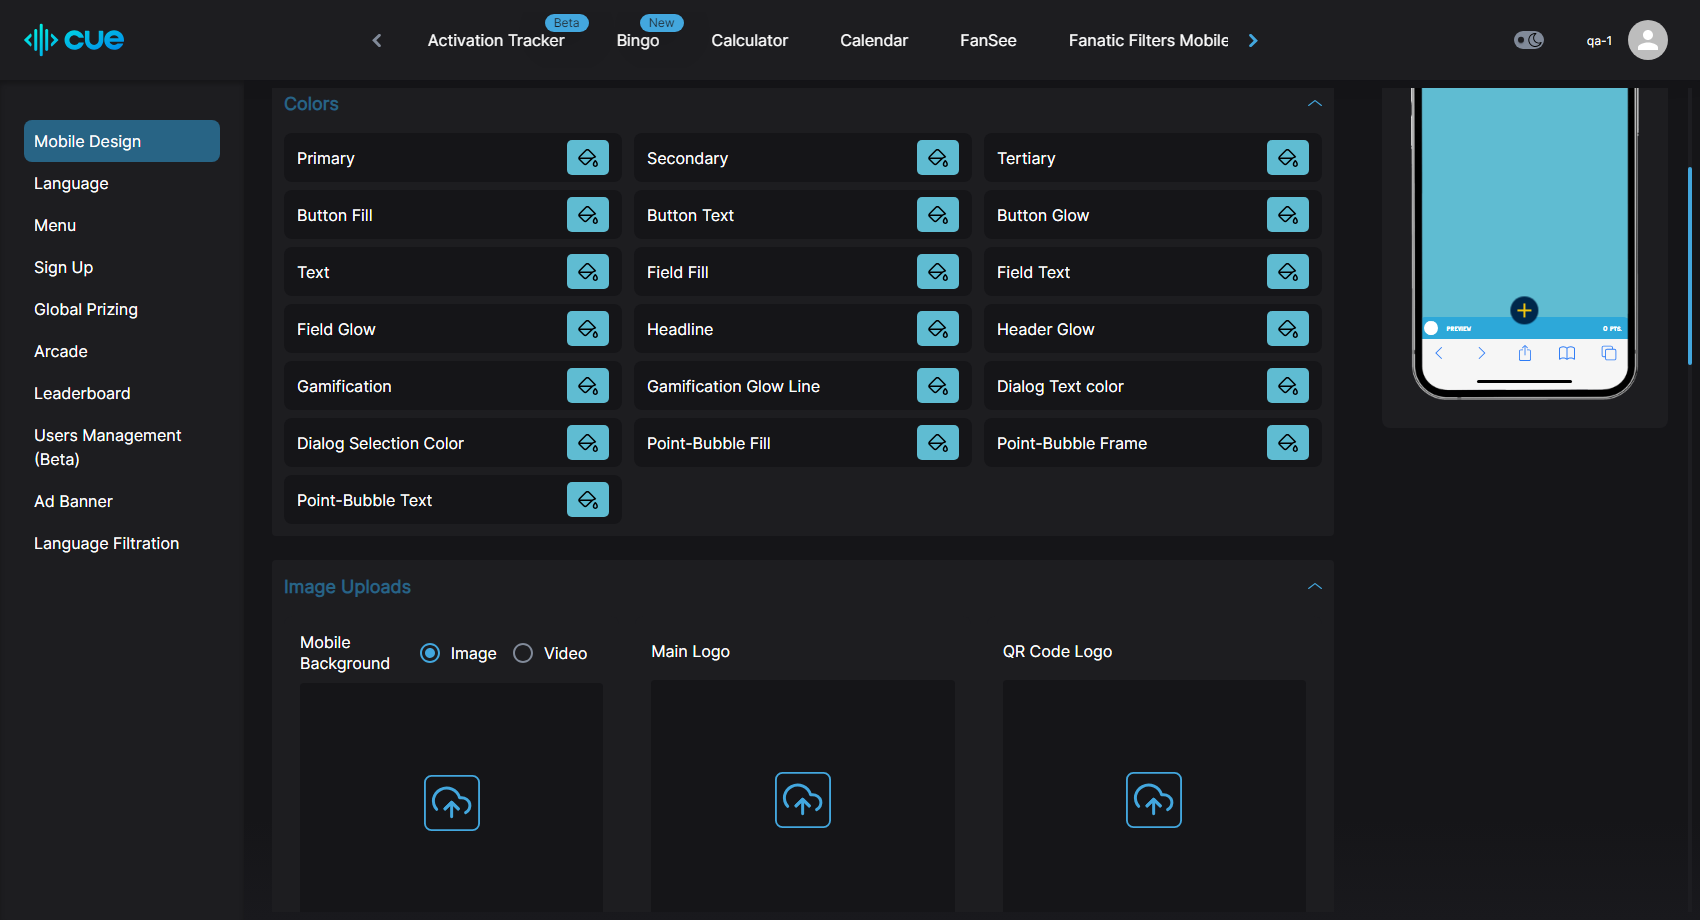 cue
Activation Tracker
Beta
Bingo
New
Calculator
Calendar
FanSee
Fanatic Filters Mobile
qa-1
Mobile Design
Language
Menu
Sign Up
Global Prizing
Arcade
Leaderboard
Users Management
(Beta)
Ad Banner
Language Filtration
Colors
Primary
Secondary
Tertiary
Button Fill
Button Text
Button Glow
Text
Field Fill
Field Text
Field Glow
Headline
Header Glow
Gamification
Gamification Glow Line
Dialog Text color
Dialog Selection Color
Point-Bubble Fill
Point-Bubble Frame
Point-Bubble Text
PREVIEW
0 PTS.
Image Uploads
Mobile
Background
Image
Video
Main Logo
QR Code Logo